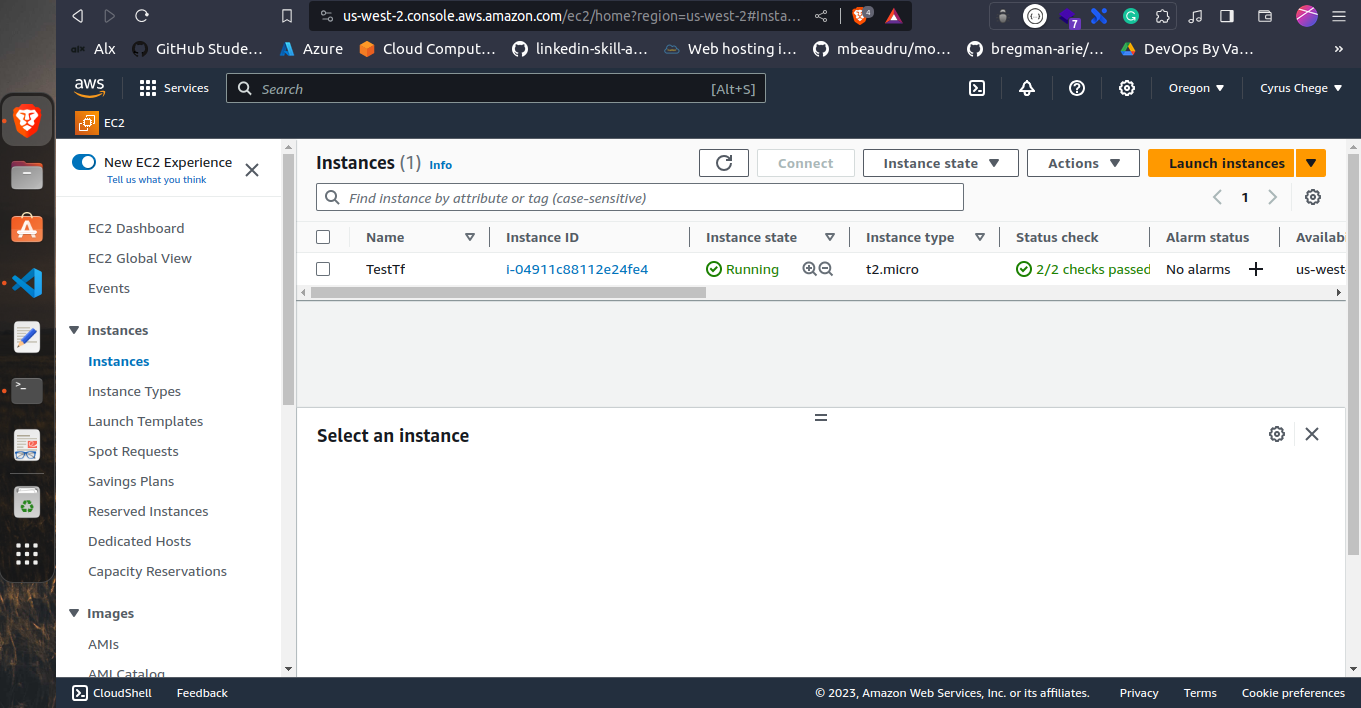 us-west-2.console.aws.amazon.com/ec2/home?region=us-west-2#Insta...
4
7
alx Alx GitHub Stude... Azure Cloud Comput... linkedin-skill-a... Web hosting i... mbeaudru/mo... bregman-arie/... DevOps By Va... »
aws Services Search [Alt+S] Oregon Cyrus Chege
EC2
New EC2 Experience
Tell us what you think
EC2 Dashboard
EC2 Global View
Events
Instances
Instances
Instance Types
Launch Templates
Spot Requests
Savings Plans
Reserved Instances
Dedicated Hosts
Capacity Reservations
Images
AMIs
AMI Catalog
Instances (1) Info Connect Instance state Actions Launch instances
Find instance by attribute or tag (case-sensitive) 1
Name Instance ID Instance state Instance type Status check Alarm status Availab
TestTf i-04911c88112e24fe4 Running t2.micro 2/2 checks passed No alarms + us-west-
Select an instance
CloudShell Feedback © 2023, Amazon Web Services, Inc. or its affiliates. Privacy Terms Cookie preferences